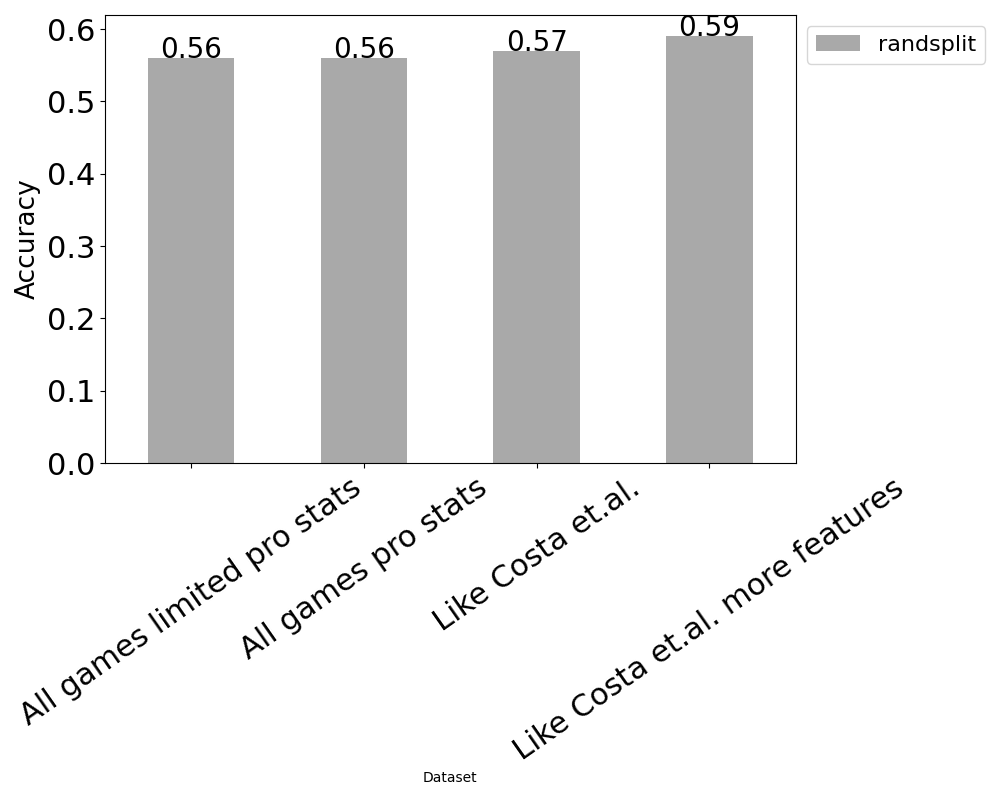 0.6
0.5
0.4
0.3
0.2
0.1
0.0
Accuracy
0.56
0.56
0.57
0.59
randsplit
All games limited pro stats
All games pro stats
Like Costa et.al.
Like Costa et.al. more features
Dataset